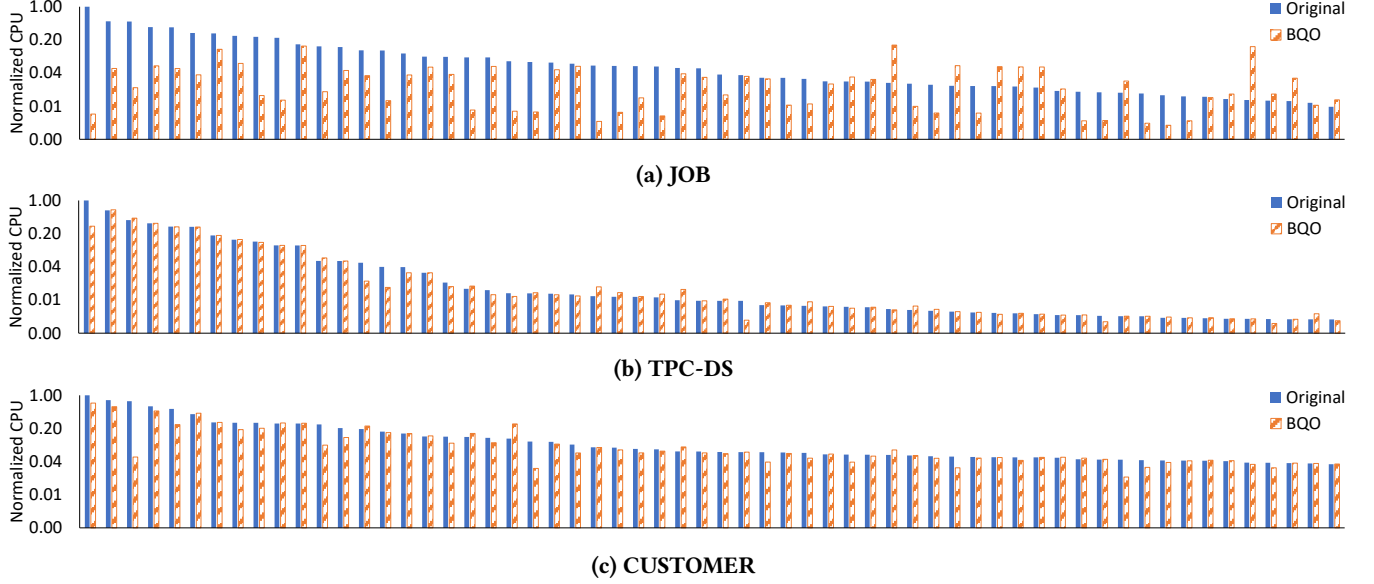 Normalized CPU
1.00
0.20
0.04
0.01
0.00
Original
BQO
(a) JOB
Normalized CPU
1.00
0.20
0.04
0.01
0.00
Original
BQO
(b) TPC-DS
Normalized CPU
1.00
0.20
0.04
0.01
0.00
Original
BQO
(c) CUSTOMER